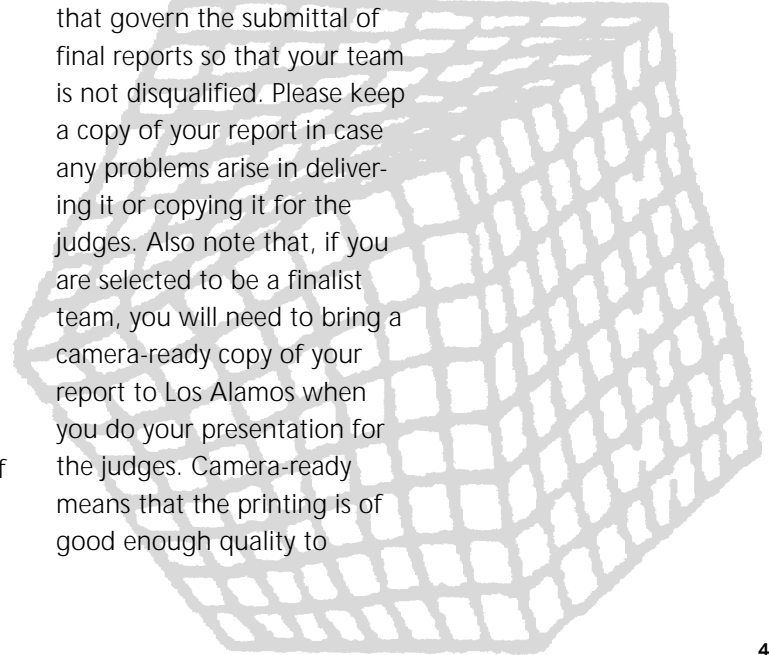 that govern the submittal of
final reports so that your team
is not disqualified. Please keep
a copy of your report in case
any problems arise in deliver-
ing it or copying it for the
judges. Also note that, if you
are selected to be a finalist
team, you will need to bring a
camera-ready copy of your
report to Los Alamos when
you do your presentation for
the judges. Camera-ready
means that the printing is of
good enough quality to
f
4